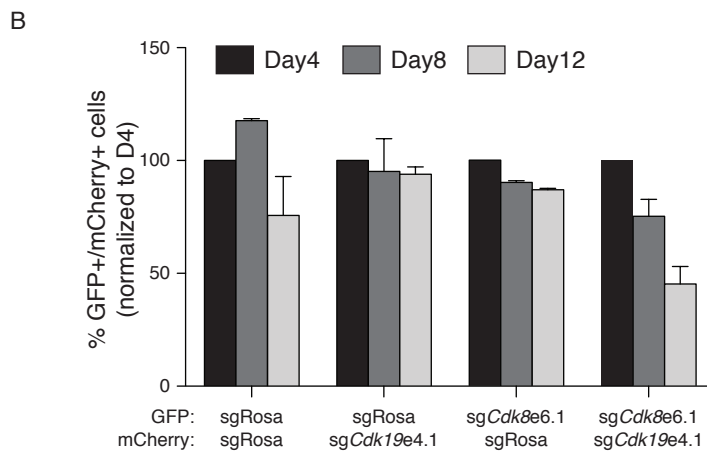 B
150
100
50
0
% GFP+/mCherry+ cells
(normalized to D4)
Day4 Day8 Day12
GFP: sgRosa sgRosa sgCdk8e6.1 sgCdk8e6.1
mCherry: sgRosa sgCdk19e4.1 sgRosa sgCdk19e4.1